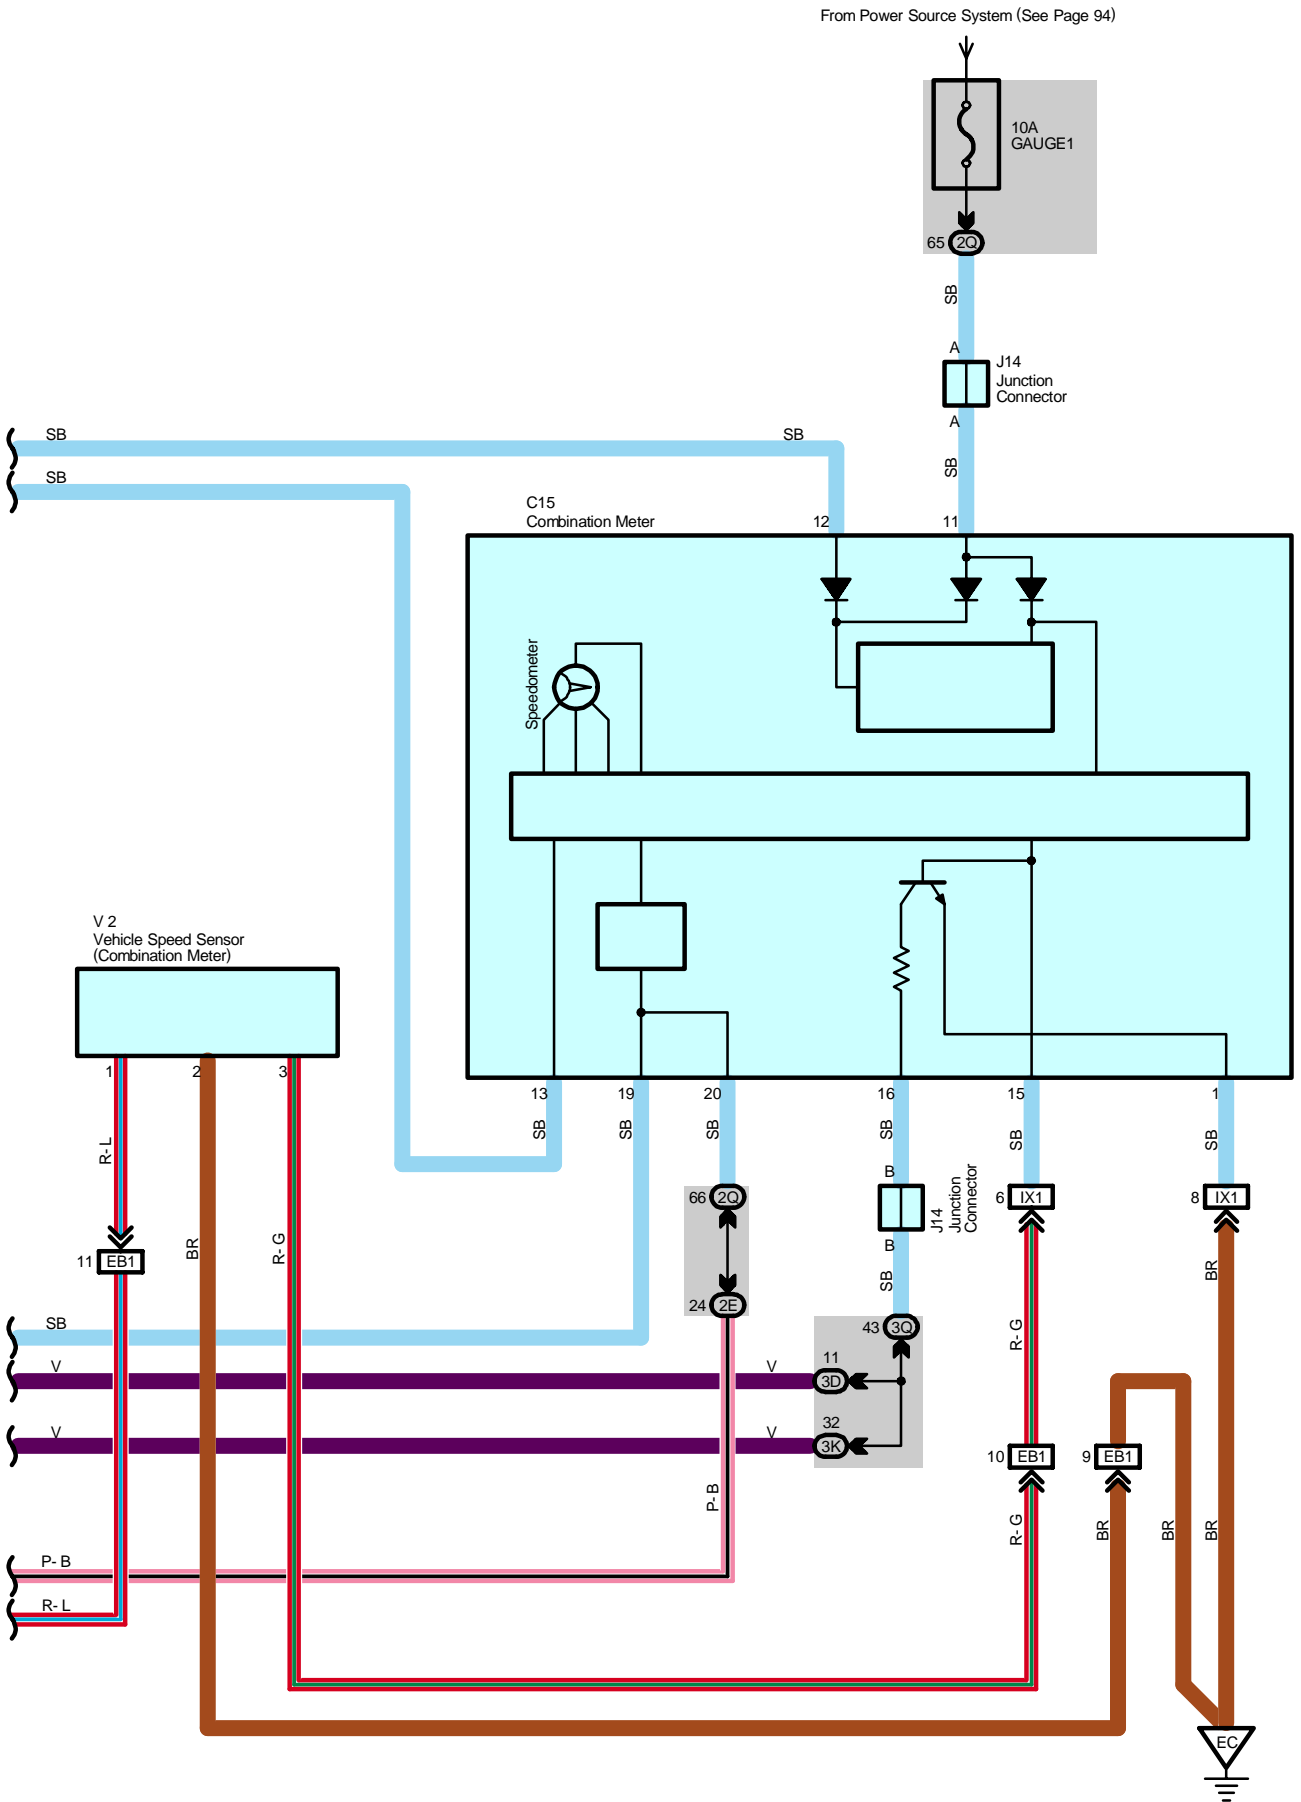 From Power Source System (See Page 94)
10A
GAUGE1
65 2Q
SB
A
J14
Junction
Connector
A
SB
SB
SB
SB
C15
Combination Meter
12
11
Speedometer
V 2
Vehicle Speed Sensor
(Combination Meter)
1
2
3
13
19
20
16
15
1
SB
SB
SB
SB
SB
SB
R-L
B
J14
Junction
Connector
66 2Q
6 IX1
8 IX1
11 EB1
BR
R-G
B
SB
BR
24 2E
SB
43 3Q
R-G
V
V
11
3D
V
V
32
3K
10 EB1
9 EB1
P-B
R-G
BR
BR
BR
P-B
R-L
EC